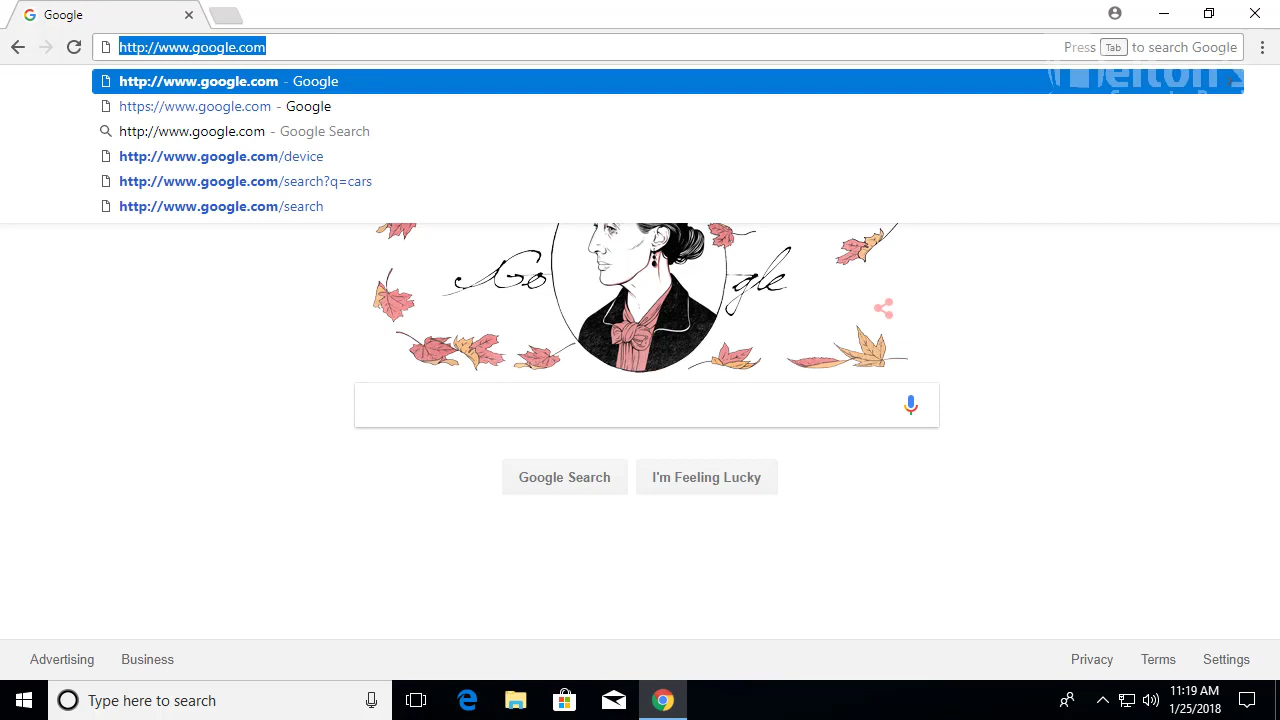 Google
http://www.google.com
Press Tab to search Google
http://www.google.com - Google
https://www.google.com - Google
http://www.google.com - Google Search
http://www.google.com/device
http://www.google.com/search?q=cars
http://www.google.com/search
Go gle
Google Search
I'm Feeling Lucky
Advertising Business
Privacy Terms Settings
Type here to search
11:19 AM
1/25/2018